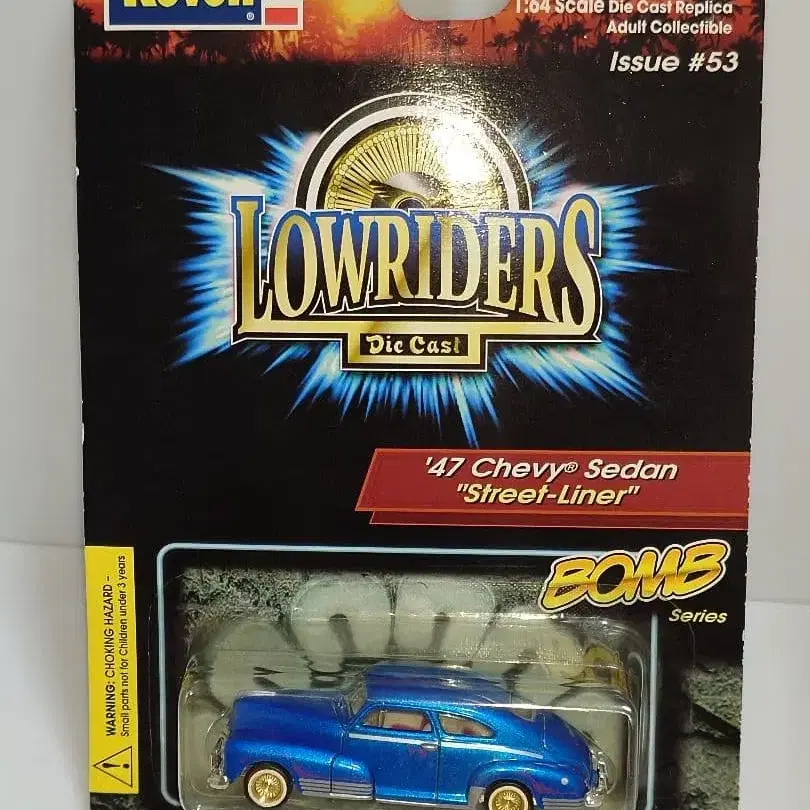 Revell
®
1:64 Scale Die Cast Replica
Adult Collectible
Issue #53
LOWRIDERS
Die Cast
'47 Chevy® Sedan
"Street-Liner"
BOMB
Series
WARNING: CHOKING HAZARD –
Small parts not for Children under 3 years